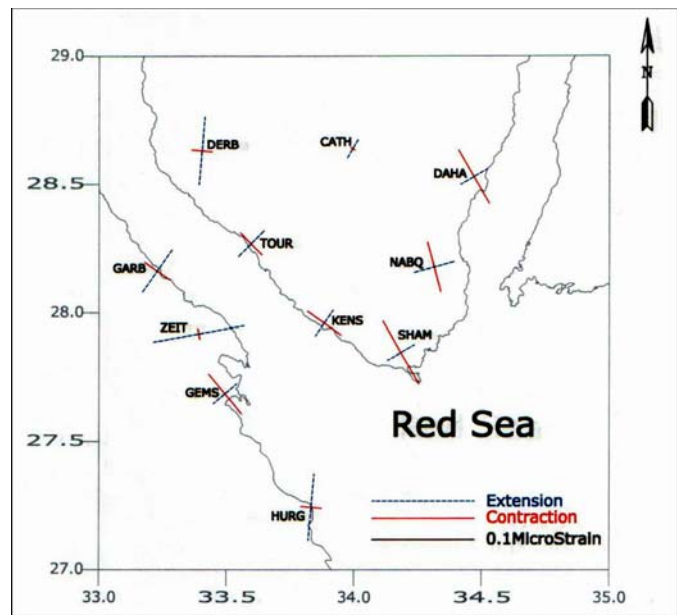 N
29.0
DERB
CATH
DAHA
28.5
TOUR
NABQ
GARB
28.0
KENS
ZEIT
SHAM
GEMS
Red Sea
27.5
Extension
HURG
Contraction
0.1MicroStrain
27.0
33.0
33.5
34.0
34.5
35.0